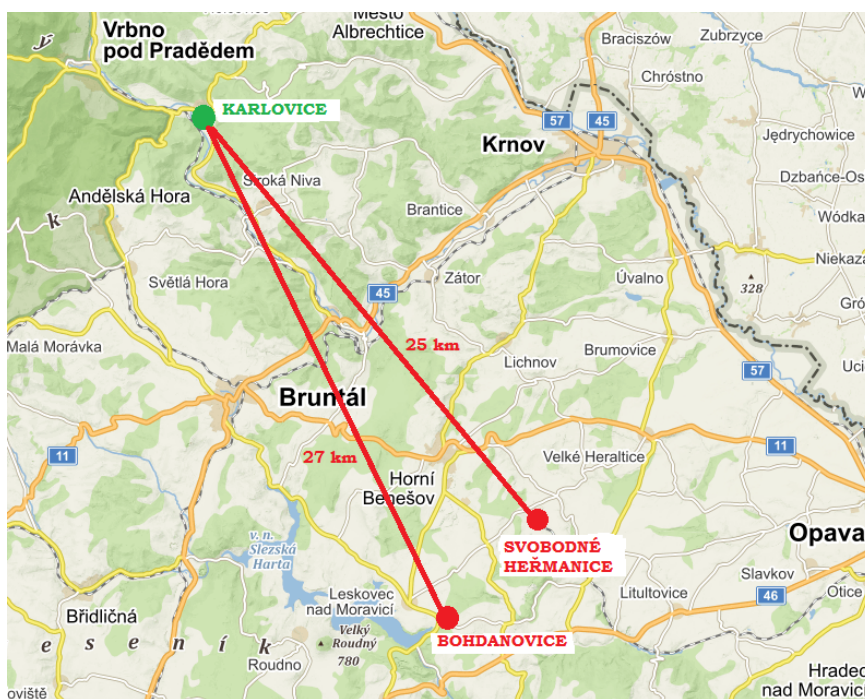 Město
Albrechtice
Vrbno
pod Pradědem
Braciszów
Zubrzyce
Chróstno
ý
KARLOVICE
57
45
Krnov
Jędrychowice
Dzbańce-Os
Široká Niva
Andělská Hora
k
Brantice
Wódka
Niekaza
Světlá Hora
Zátor
Úvalno
45
328
Gró
Malá Morávka
25 km
Brumovice
Lichnov
57
Uci
Bruntál
11
27 km
Velké Heraltice
11
Horní
Benešov
v. n.
Slezská
Harta
SVOBODNÉ
HEŘMANICE
Opava
Slavkov
Leskovec
nad Moravicí
Litultovice
46
Otice
Břidličná
Velký
Roudný
780
BOHDANOVICE
e s e n í k
Roudno
Hradec
nad Moravic
oviště